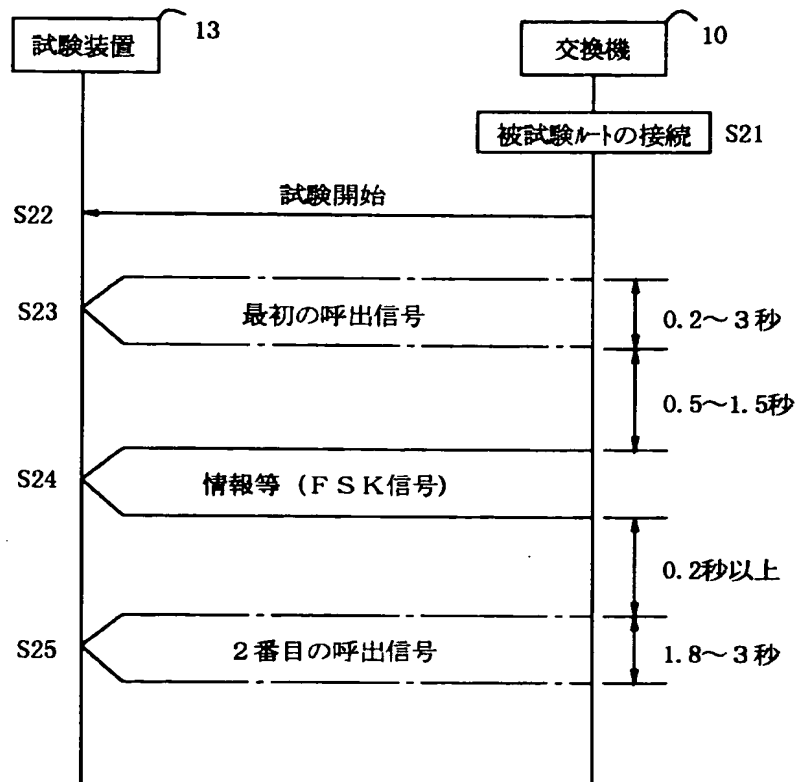 試験装置
13
交換機
10
被試験ﾙｰﾄの接続
S21
試験開始
S22
最初の呼出信号
S23
0.2～3秒
0.5～1.5秒
情報等（ＦＳＫ信号）
S24
0.2秒以上
２番目の呼出信号
S25
1.8～3秒